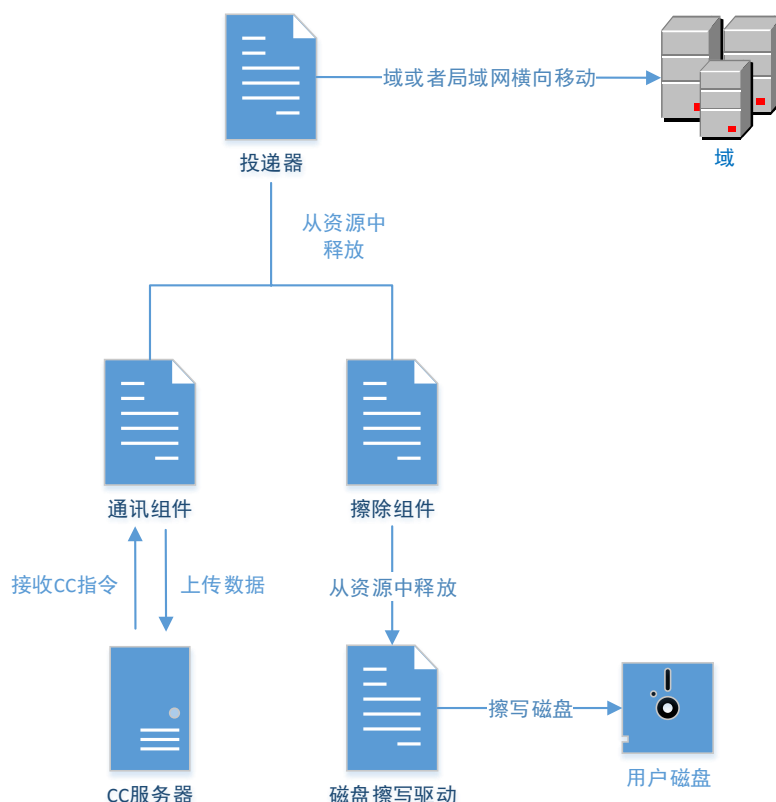 域或者局域网横向移动
投递器
域
从资源中
释放
通讯组件
擦除组件
接收CC指令
上传数据
从资源中释放
擦写磁盘
用户磁盘
CC服务器
磁盘擦写驱动